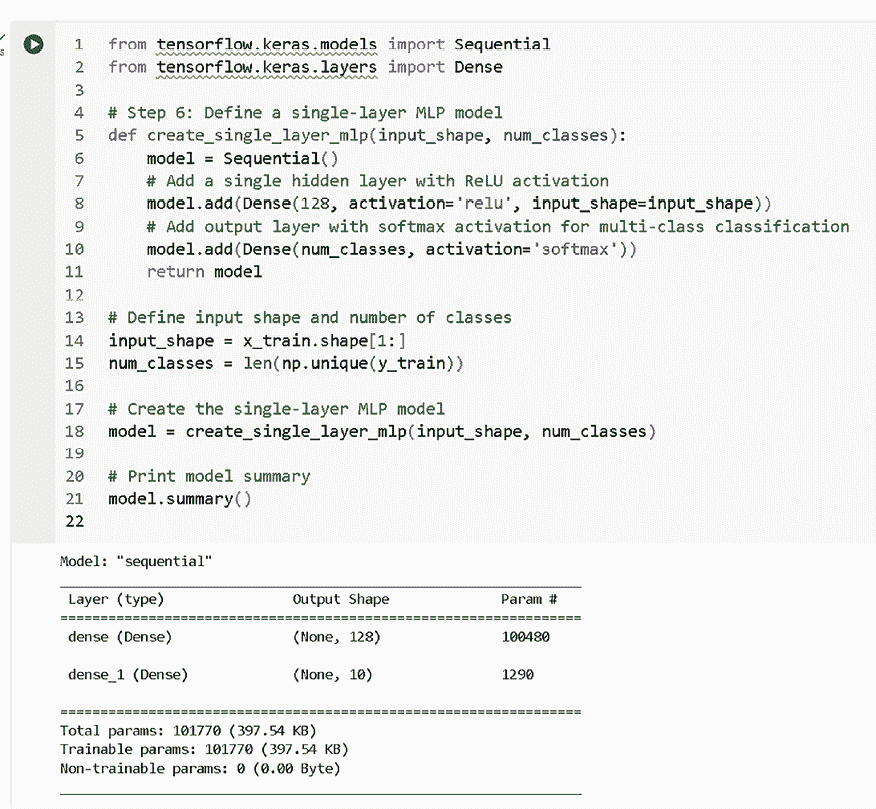 1 from tensorflow.keras.models import Sequential
2 from tensorflow.keras.layers import Dense
3
4 # Step 6: Define a single-layer MLP model
5 def create_single_layer_mlp(input_shape, num_classes):
6     model = Sequential()
7     # Add a single hidden layer with ReLU activation
8     model.add(Dense(128, activation='relu', input_shape=input_shape))
9     # Add output layer with softmax activation for multi-class classification
10     model.add(Dense(num_classes, activation='softmax'))
11     return model
12
13 # Define input shape and number of classes
14 input_shape = x_train.shape[1:]
15 num_classes = len(np.unique(y_train))
16
17 # Create the single-layer MLP model
18 model = create_single_layer_mlp(input_shape, num_classes)
19
20 # Print model summary
21 model.summary()
22
Model: "sequential"
Layer (type) Output Shape Param #
dense (Dense) (None, 128) 100480
dense_1 (Dense) (None, 10) 1290
Total params: 101770 (397.54 KB)
Trainable params: 101770 (397.54 KB)
Non-trainable params: 0 (0.00 Byte)